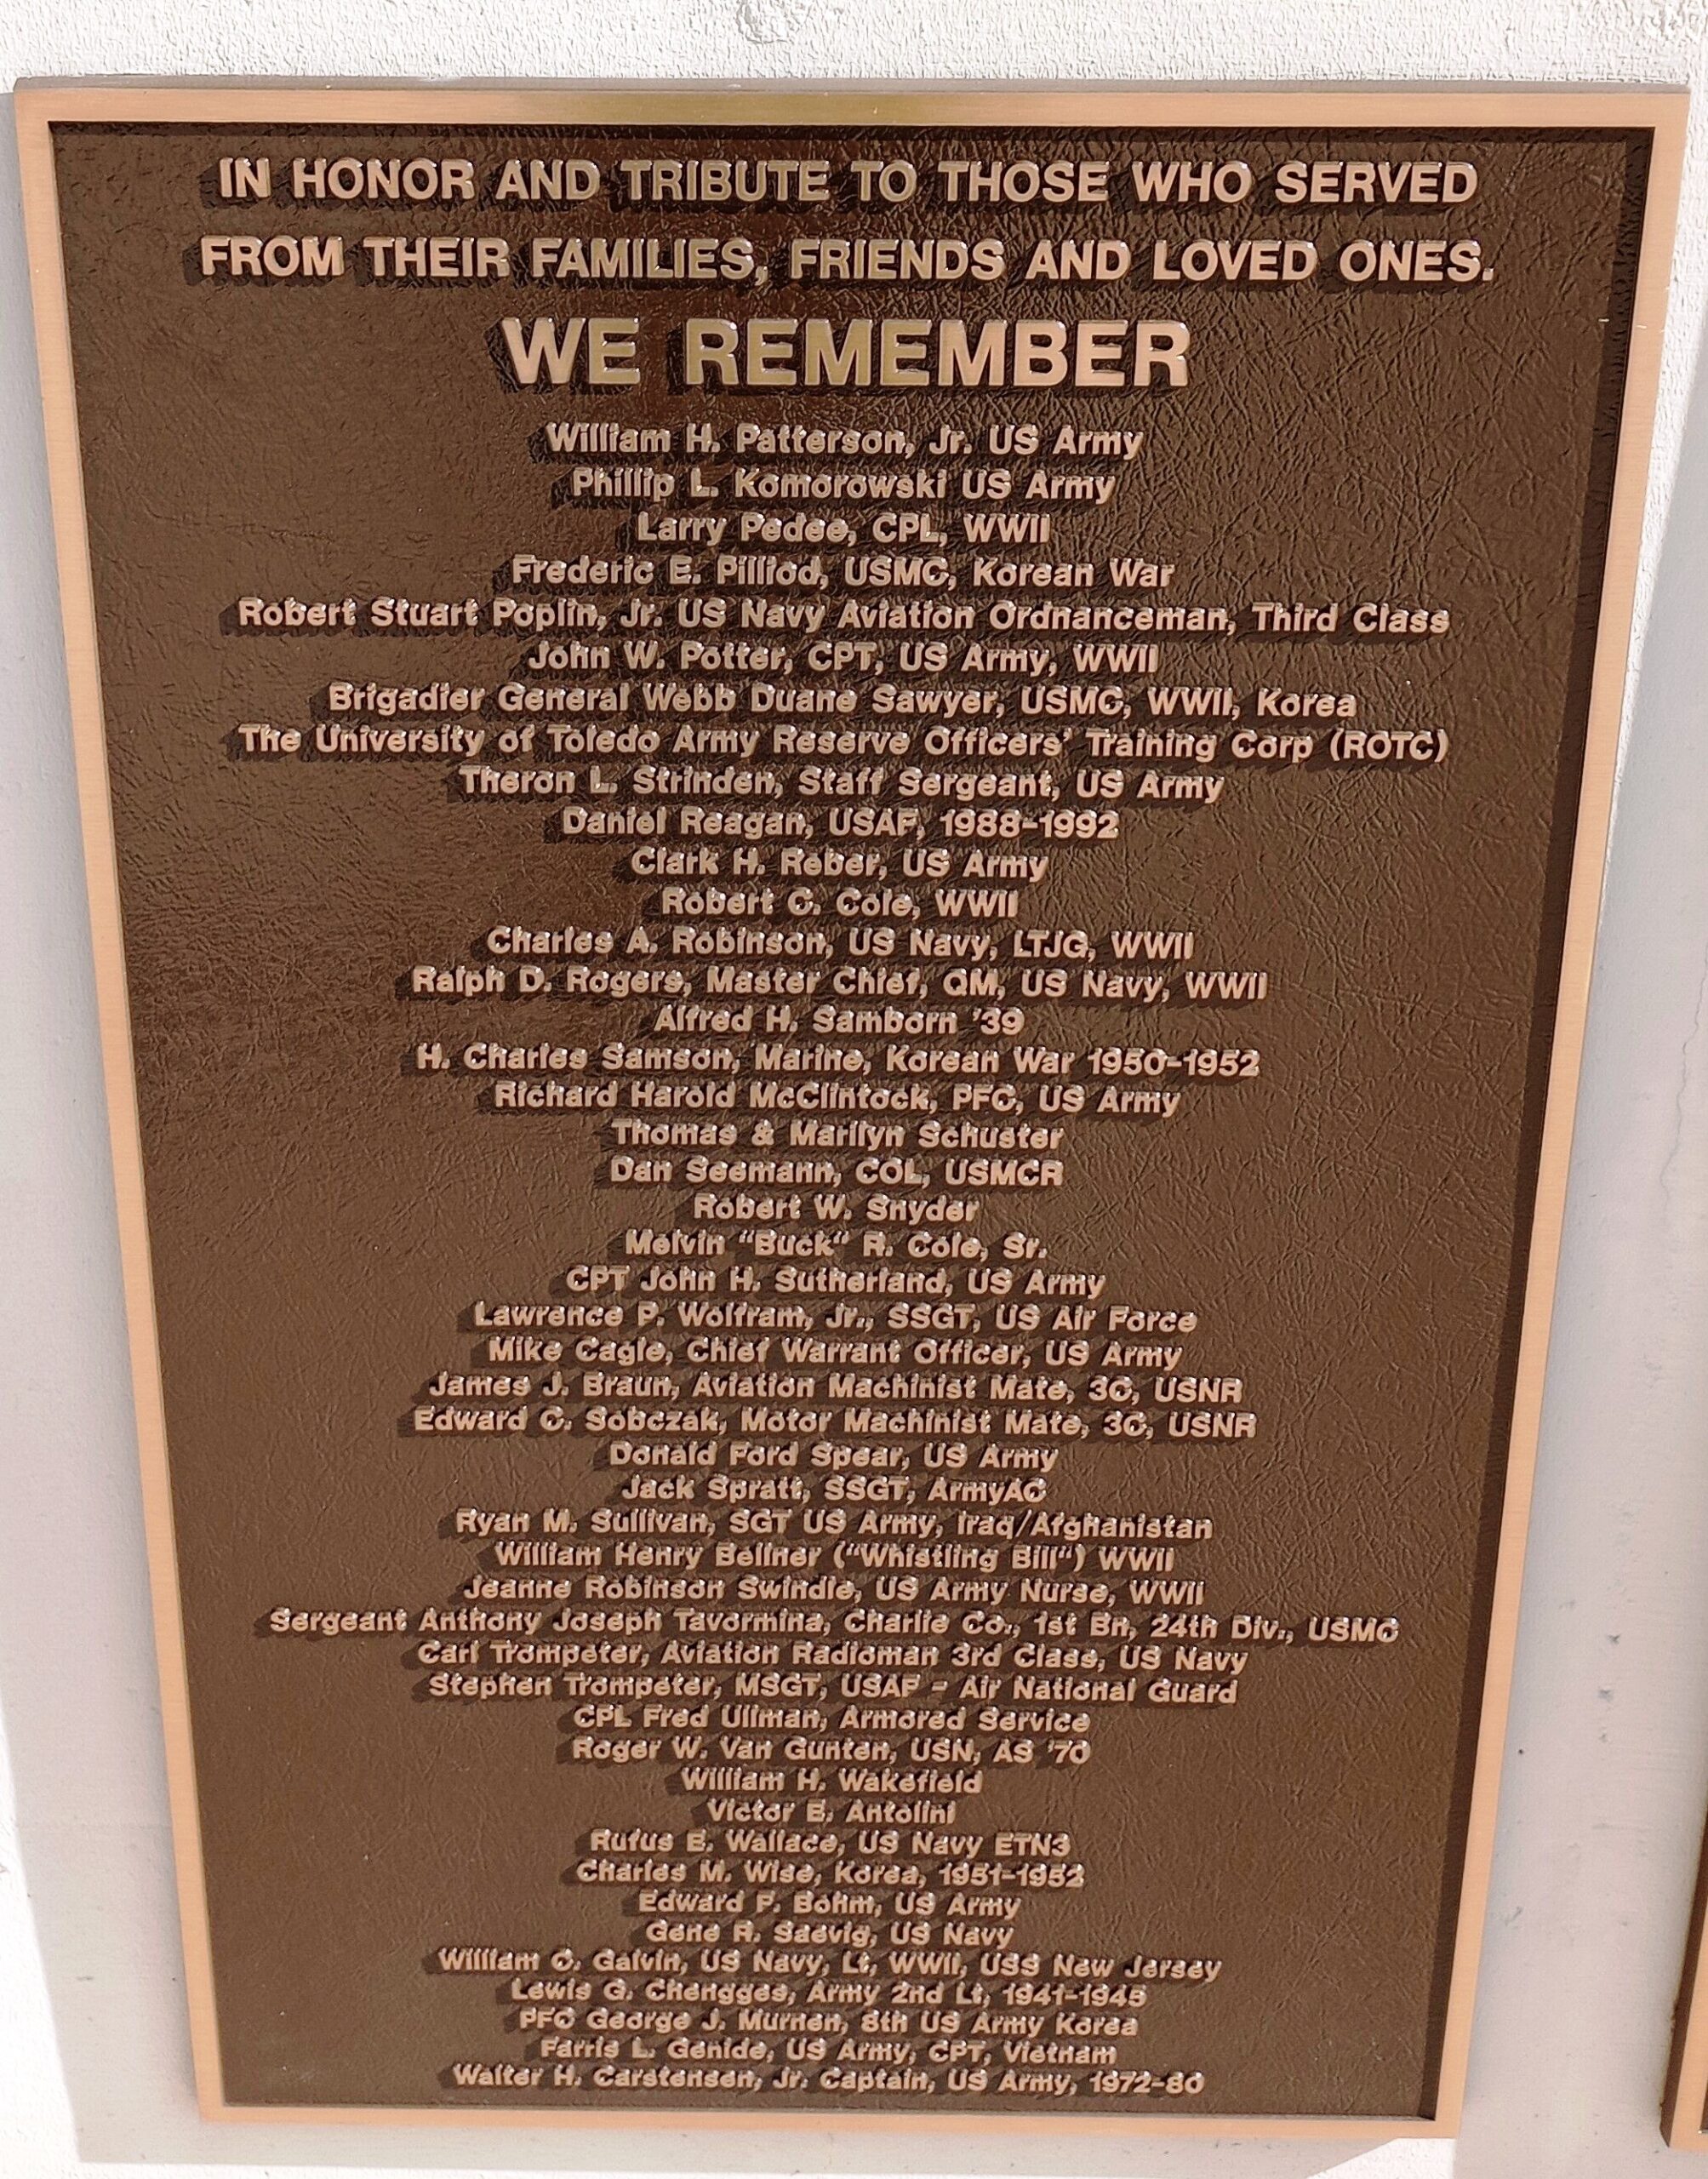 IN HONOR AND TRIBUTE TO THOSE WHO SERVED
FROM THEIR FAMILIES, FRIENDS AND LOVED ONES.
WE REMEMBER
William H. Patterson, Jr. US Army
Phillip L. Komorowski US Army
Larry Pedee, CPL, WWII
Frederic E. Pilliod, USMC, Korean War
Robert Stuart Poplin, Jr. US Navy Aviation Ordnanceman, Third Class
John W. Potter, CPT, US Army, WWII
Brigadier General Webb Duane Sawyer, USMC, WWII, Korea
The University of Toledo Army Reserve Officers' Training Corp (ROTC)
Theron L. Strinden, Staff Sergeant, US Army
Daniel Reagan, USAF, 1988-1992
Clark H. Reber, US Army
Robert C. Cole, WWII
Charles A. Robinson, US Navy, LTJG, WWII
Ralph D. Rogers, Master Chief, QM, US Navy, WWII
Alfred H. Samborn '39
H. Charles Samson, Marine, Korean War 1950-1952
Richard Harold McClintock, PFC, US Army
Thomas & Marilyn Schuster
Dan Seemann, COL, USMCR
Robert W. Snyder
Melvin "Buck" R. Cole, Sr.
CPT John H. Sutherland, US Army
Lawrence P. Wolfram, Jr., SSGT, US Air Force
Mike Cagle, Chief Warrant Officer, US Army
James J. Braun, Aviation Machinist Mate, 3C, USNR
Edward C. Sobczak, Motor Machinist Mate, 3C, USNR
Donald Ford Spear, US Army
Jack Spratt, SSGT, ArmyAC
Ryan M. Sullivan, SGT US Army, Iraq/Afghanistan
William Henry Bellner ("Whistling Bill") WWII
Jeanne Robinson Swindle, US Army Nurse, WWII
Sergeant Anthony Joseph Tavormina, Charlie Co., 1st Bn, 24th Div., USMC
Carl Trompeter, Aviation Radioman 3rd Class, US Navy
Stephen Trompeter, MSGT, USAF - Air National Guard
CPL Fred Ullman, Armored Service
Roger W. Van Gunten, USN, AS '70
William H. Wakefield
Victor E. Antolini
Rufus E. Wallace, US Navy ETN3
Charles M. Wise, Korea, 1951-1952
Edward F. Bohm, US Army
Gene R. Saevig, US Navy
William C. Galvin, US Navy, Lt, WWII, USS New Jersey
Lewis G. Chengges, Army 2nd Lt, 1941-1945
PFC George J. Murnen, 8th US Army Korea
Farris L. Genide, US Army, CPT, Vietnam
Walter H. Carstensen, Jr. Captain, US Army, 1972-80